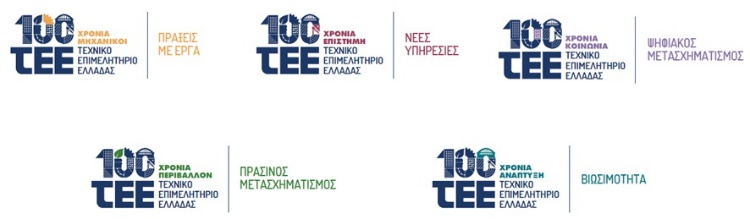 100
ΧΡΟΝΙΑ
ΜΗΧΑΝΙΚΟΙ
ΤΕΕ
ΤΕΧΝΙΚΟ
ΕΠΙΜΕΛΗΤΗΡΙΟ
ΕΛΛΑΔΑΣ
ΠΡΑΞΕΙΣ
ΜΕ ΕΡΓΑ
100
ΧΡΟΝΙΑ
ΕΠΙΣΤΗΜΗ
ΤΕΕ
ΤΕΧΝΙΚΟ
ΕΠΙΜΕΛΗΤΗΡΙΟ
ΕΛΛΑΔΑΣ
ΝΕΕΣ
ΥΠΗΡΕΣΙΕΣ
100
ΧΡΟΝΙΑ
ΚΟΙΝΩΝΙΑ
ΤΕΕ
ΤΕΧΝΙΚΟ
ΕΠΙΜΕΛΗΤΗΡΙΟ
ΕΛΛΑΔΑΣ
ΨΗΦΙΑΚΟΣ
ΜΕΤΑΣΧΗΜΑΤΙΣΜΟΣ
100
ΧΡΟΝΙΑ
ΠΕΡΙΒΑΛΛΟΝ
ΤΕΕ
ΤΕΧΝΙΚΟ
ΕΠΙΜΕΛΗΤΗΡΙΟ
ΕΛΛΑΔΑΣ
ΠΡΑΣΙΝΟΣ
ΜΕΤΑΣΧΗΜΑΤΙΣΜΟΣ
100
ΧΡΟΝΙΑ
ΑΝΑΠΤΥΞΗ
ΤΕΕ
ΤΕΧΝΙΚΟ
ΕΠΙΜΕΛΗΤΗΡΙΟ
ΕΛΛΑΔΑΣ
ΒΙΩΣΙΜΟΤΗΤΑ